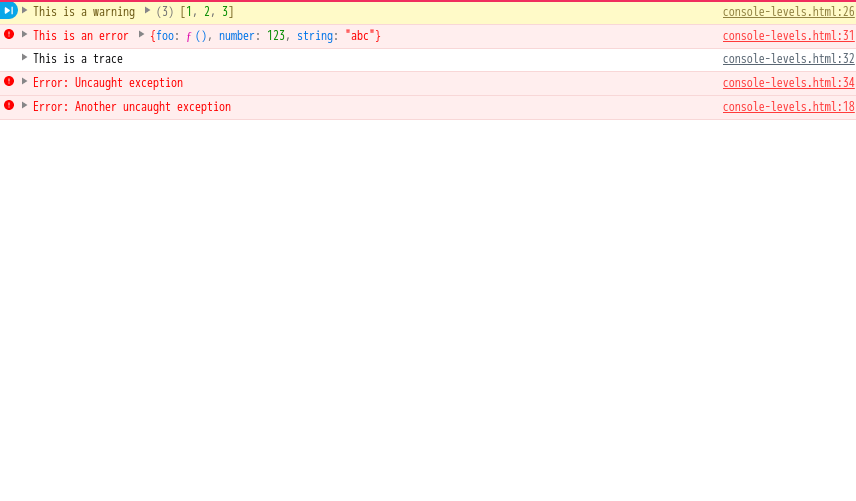 This is a warning (3) [1, 2, 3] console-levels.html:26
This is an error {foo: ƒ (), number: 123, string: "abc"} console-levels.html:31
This is a trace console-levels.html:32
Error: Uncaught exception console-levels.html:34
Error: Another uncaught exception console-levels.html:18